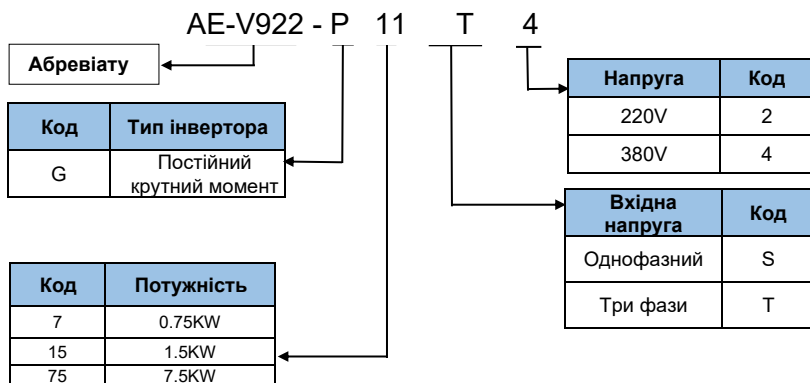 AE-V922 - P 11 T 4
Абревіату
Напруга Код
220V 2
380V 4
Код Тип інвертора
G Постійний
крутний момент
Вхідна
напруга Код
Однофазний S
Три фази T
Код Потужність
7 0.75KW
15 1.5KW
75 7.5KW